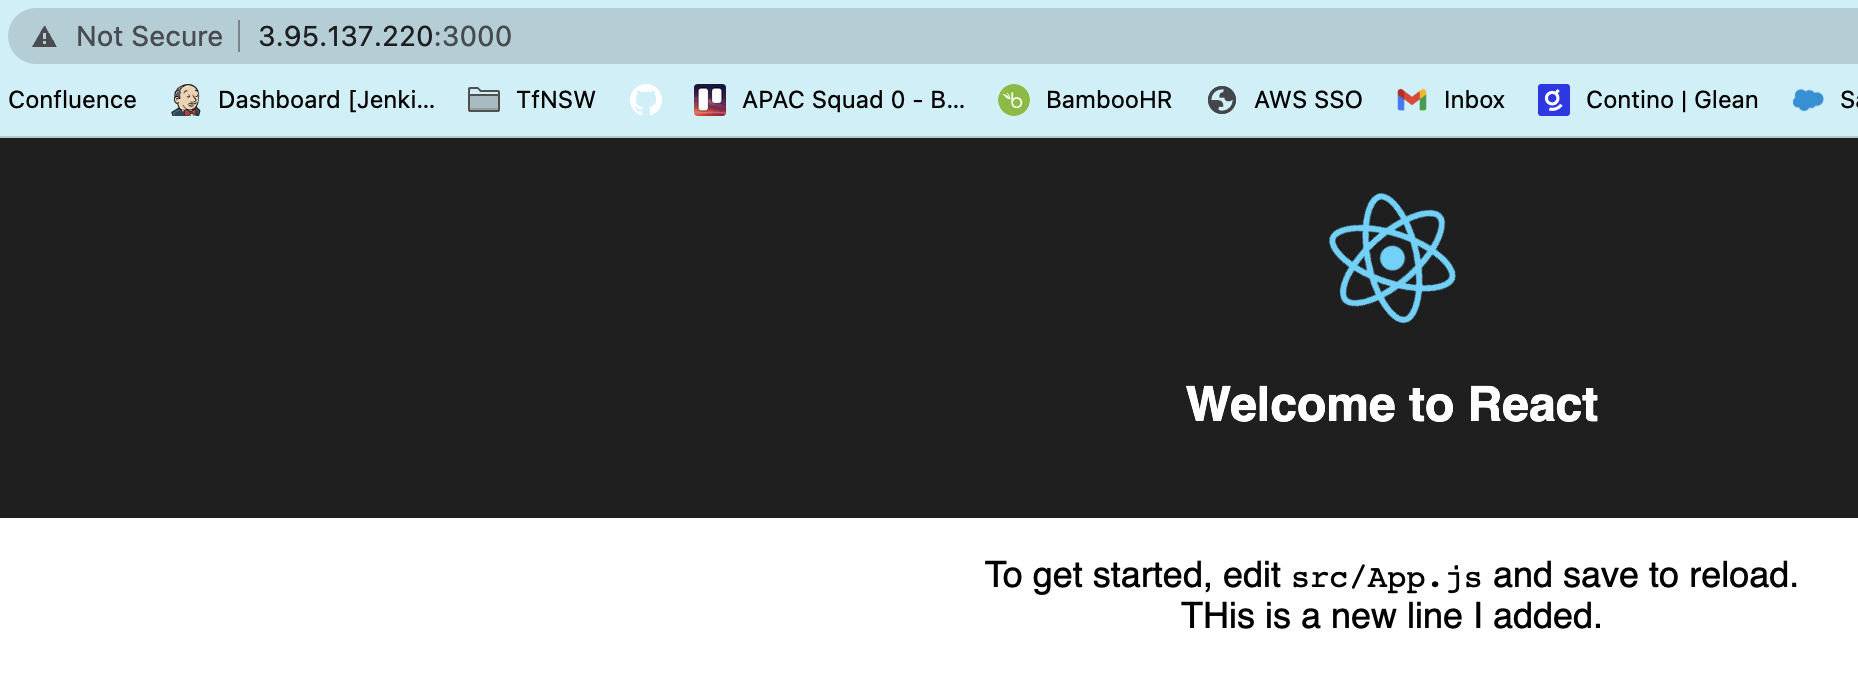 Not Secure | 3.95.137.220:3000
Confluence Dashboard [Jenki... TfNSW APAC Squad 0 - B... BambooHR AWS SSO Inbox Contino | Glean Sa
Welcome to React
To get started, edit src/App.js and save to reload.
THis is a new line I added.